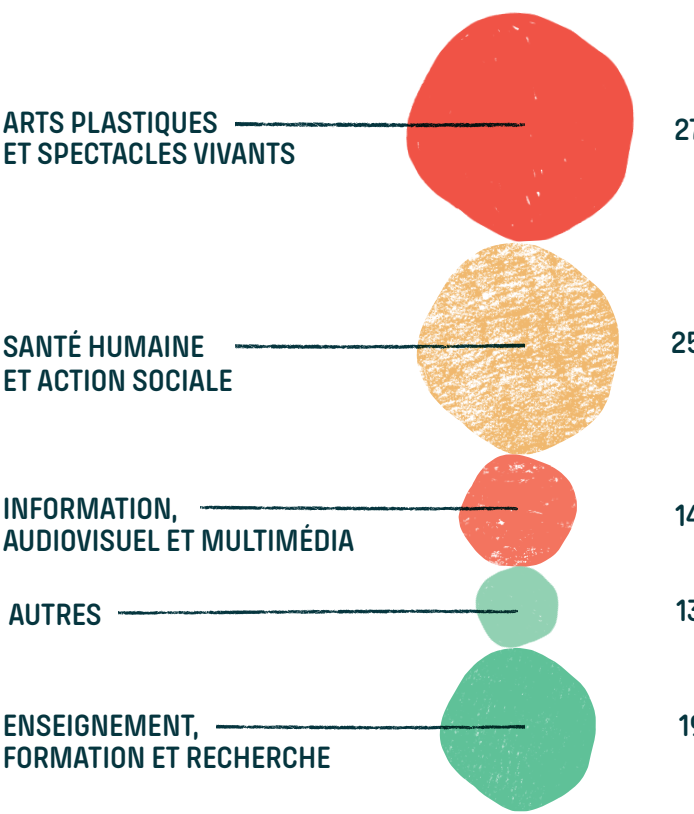 ARTS PLASTIQUES
ET SPECTACLES VIVANTS
27
SANTÉ HUMAINE
ET ACTION SOCIALE
25
INFORMATION,
AUDIOVISUEL ET MULTIMÉDIA
14
AUTRES
13
ENSEIGNEMENT,
FORMATION ET RECHERCHE
19